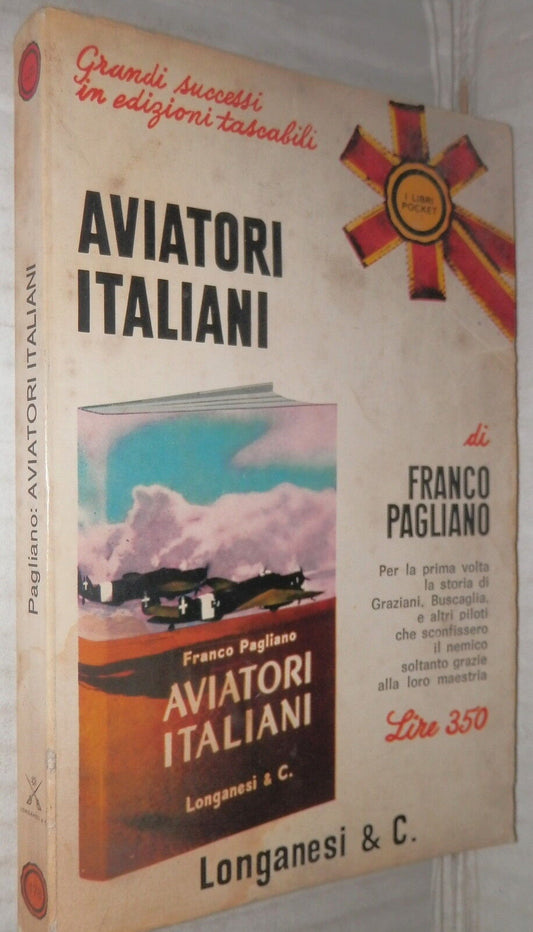 Grandi successi
in edizioni tascabili
I LIBRI
POCKET
AVIATORI
ITALIANI
di
FRANCO
PAGLIANO
Per la prima volta
la storia di
Graziani, Buscaglia,
e altri piloti
che sconfissero
il nemico
soltanto grazie
alla loro maestria
Lire 350
Franco Pagliano
AVIATORI
ITALIANI
Longanesi & C.
Longanesi & C.
Pagliano: AVIATORI ITALIANI